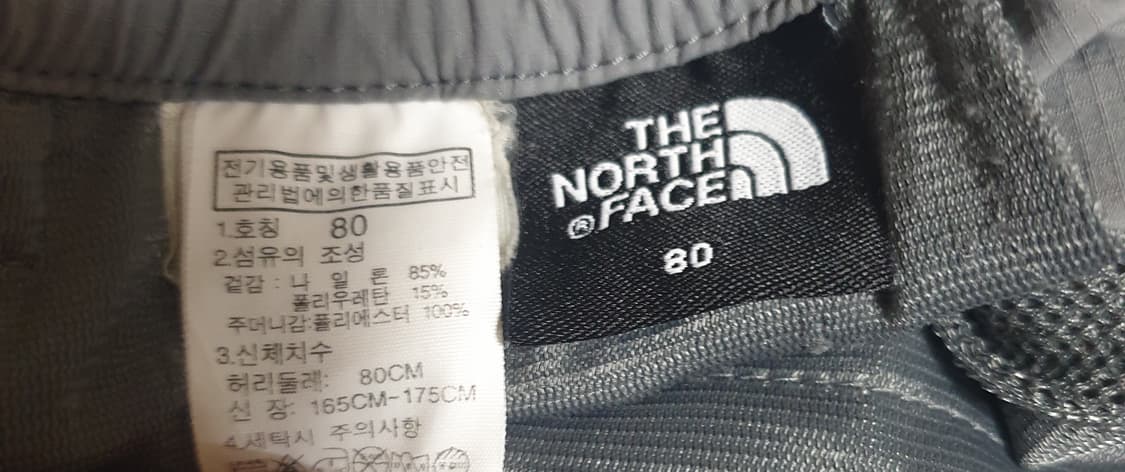 전기용품및생활용품안전
관리법에의한품질표시
1.호칭 80
2.섬유의 조성
겉감 : 나 일 론 85%
폴리우레탄 15%
주머니감:폴리에스터 100%
3.신체치수
허리둘레: 80CM
신 장: 165CM~175CM
4.세탁시 주의사항
THE
NORTH
®FACE
80